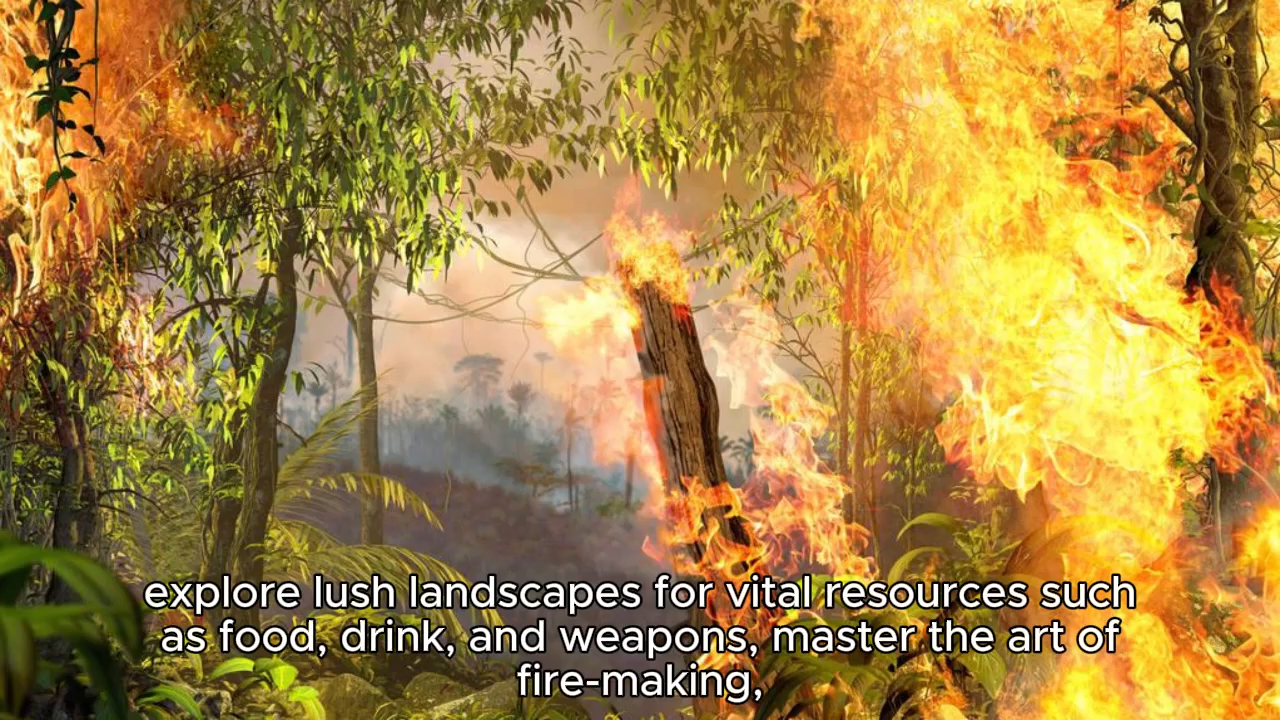 explore lush landscapes for vital resources such
as food, drink, and weapons, master the art of
fire-making,